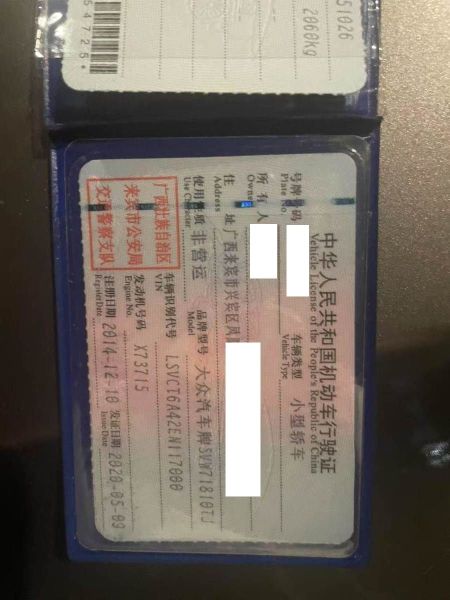 51026
2060kg
54725
中华人民共和国机动车行驶证
Vehicle License of the People's Republic of China
号牌号码
Plate No.
车辆类型 小型轿车
Vehicle Type
所有人
Owner
住址 广西来宾市兴宾区凤
Address
使用性质 非营运 品牌型号 大众汽车牌SVW71810TJ
Use Character Model
广西壮族自治区
来宾市公安局
交通警察支队
车辆识别代号 LSVCT6A42EN117000
VIN
发动机号码 X73715
Engine No.
注册日期 2014-12-10 发证日期 2020-05-09
Register Date Issue Date